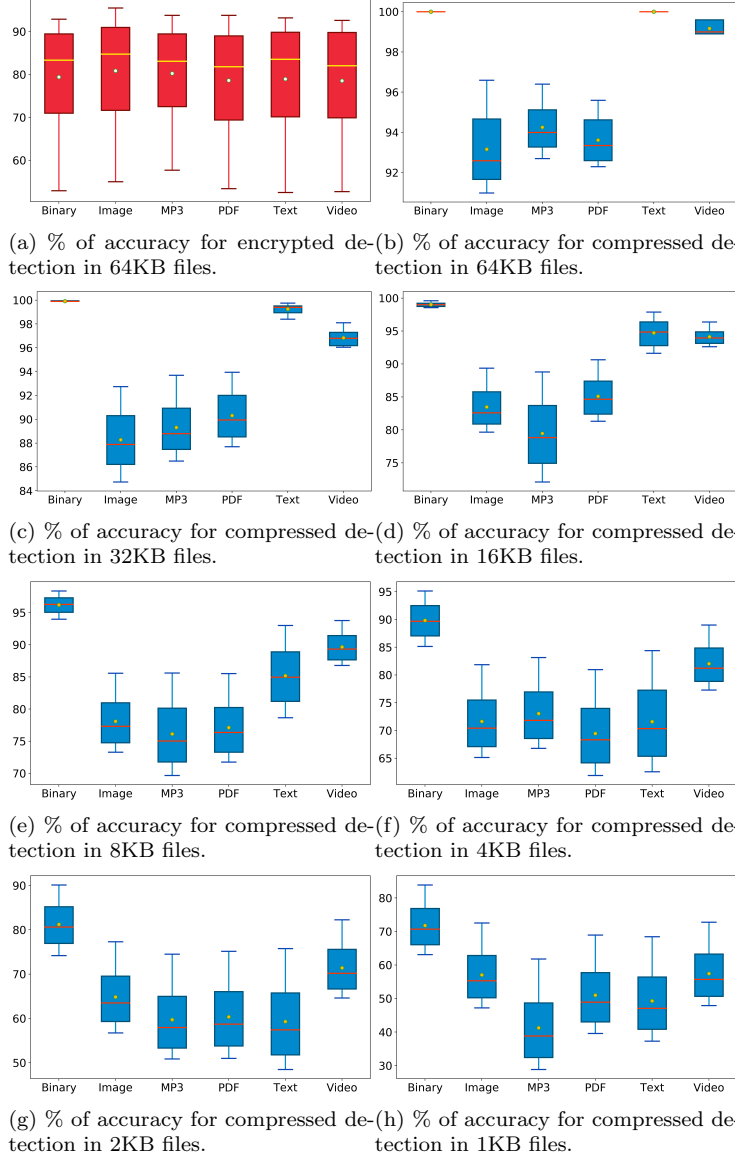 90
80
70
60
Binary Image MP3 PDF Text Video
100
98
96
94
92
Binary Image MP3 PDF Text Video
(a) % of accuracy for encrypted de-
tection in 64KB files.
(b) % of accuracy for compressed de-
tection in 64KB files.
100
98
96
94
92
90
88
86
84
Binary Image MP3 PDF Text Video
100
95
90
85
80
75
Binary Image MP3 PDF Text Video
(c) % of accuracy for compressed de-
tection in 32KB files.
(d) % of accuracy for compressed de-
tection in 16KB files.
95
90
85
80
75
70
Binary Image MP3 PDF Text Video
95
90
85
80
75
70
65
Binary Image MP3 PDF Text Video
(e) % of accuracy for compressed de-
tection in 8KB files.
(f) % of accuracy for compressed de-
tection in 4KB files.
90
80
70
60
50
Binary Image MP3 PDF Text Video
80
70
60
50
40
30
Binary Image MP3 PDF Text Video
(g) % of accuracy for compressed de-
tection in 2KB files.
(h) % of accuracy for compressed de-
tection in 1KB files.